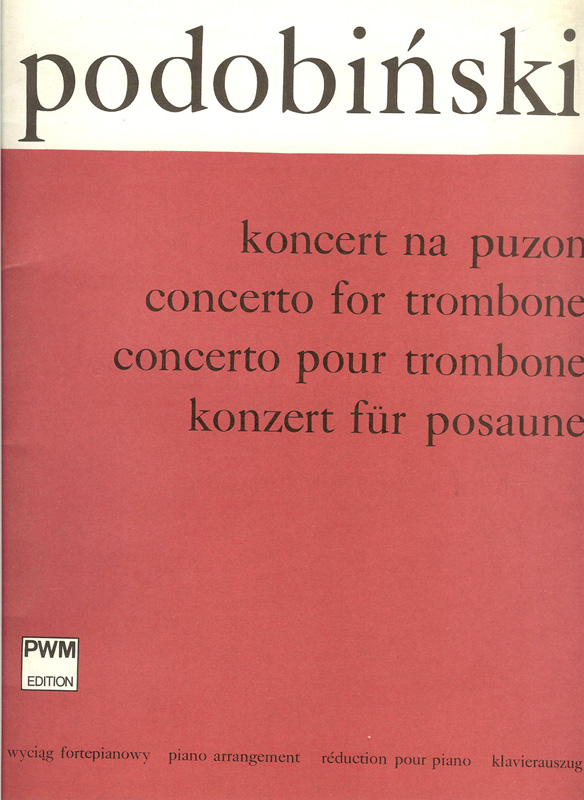 podobiński
koncert na puzon
concerto for trombone
concerto pour trombone
konzert für posaune
PWM
EDITION
wyciąg fortepianowy piano arrangement réduction pour piano klavierauszug